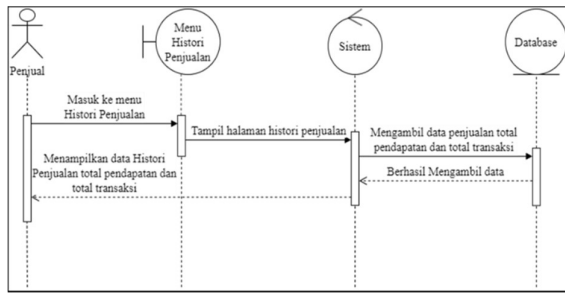 Penjual
Menu
Histori
Penjualan
Sistem
Database
Masuk ke menu
Histori Penjualan
Tampil halaman histori penjualan
Mengambil data penjualan total
pendapatan dan total transaksi
Berhasil Mengambil data
Menampilkan data Histori
Penjualan total pendapatan dan
total transaksi